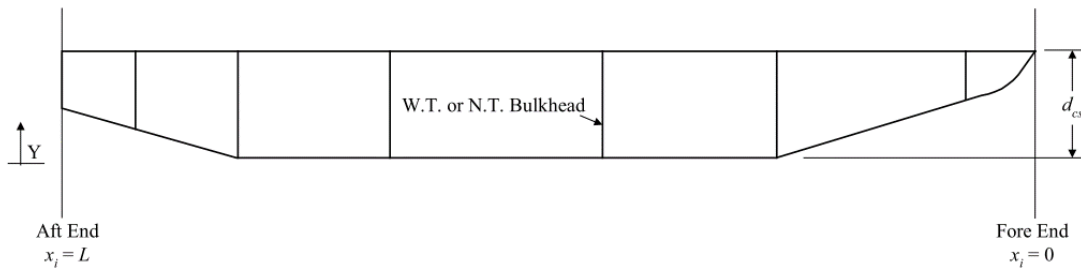 W.T. or N.T. Bulkhead
d_cs
Y
Aft End
x_i = L
Fore End
x_i = 0